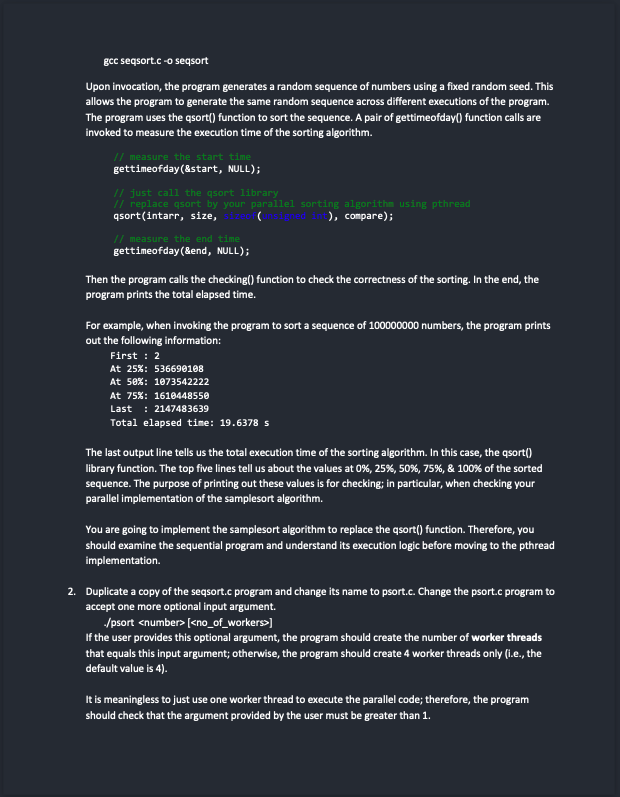 gcc seqsort.c -o seqsort
Upon invocation, the program generates a random sequence of numbers using a fixed random seed. This
allows the program to generate the same random sequence across different executions of the program.
The program uses the qsort() function to sort the sequence. A pair of gettimeofday() function calls are
invoked to measure the execution time of the sorting algorithm.
// measure the start time
gettimeofday(&start, NULL);
// just call the qsort library
// replace qsort by your parallel sorting algorithm using pthread
qsort(intarr, size, sizeof(unsigned int), compare);
// measure the end time
gettimeofday(&end, NULL);
Then the program calls the checking() function to check the correctness of the sorting. In the end, the
program prints the total elapsed time.
For example, when invoking the program to sort a sequence of 100000000 numbers, the program prints
out the following information:
First : 2
At 25%: 536690108
At 50%: 1073542222
At 75%: 1610448550
Last : 2147483639
Total elapsed time: 19.6378 s
The last output line tells us the total execution time of the sorting algorithm. In this case, the qsort()
library function. The top five lines tell us about the values at 0%, 25%, 50%, 75%, & 100% of the sorted
sequence. The purpose of printing out these values is for checking; in particular, when checking your
parallel implementation of the samplesort algorithm.
You are going to implement the samplesort algorithm to replace the qsort() function. Therefore, you
should examine the sequential program and understand its execution logic before moving to the pthread
implementation.
2. Duplicate a copy of the seqsort.c program and change its name to psort.c. Change the psort.c program to
accept one more optional input argument.
./psort <number> [<no_of_workers>]
If the user provides this optional argument, the program should create the number of worker threads
that equals this input argument; otherwise, the program should create 4 worker threads only (i.e., the
default value is 4).
It is meaningless to just use one worker thread to execute the parallel code; therefore, the program
should check that the argument provided by the user must be greater than 1.